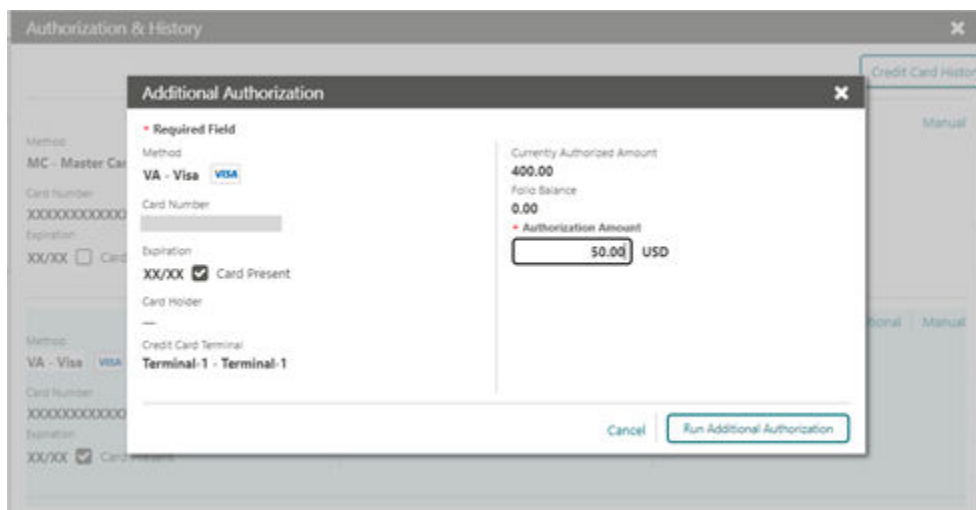 Authorization & History
Credit Card Histor
Additional Authorization
* Required Field
Method
VA - Visa VISA
Card Number
Expiration
XX/XX Card Present
Card Holder
—
Credit Card Terminal
Terminal-1 - Terminal-1
Currently Authorized Amount
400.00
Folio Balance
0.00
* Authorization Amount
50.00 USD
Cancel
Run Additional Authorization
Manual
Method
MC - Master Car
Card Number
XXXXXXXXXXXX
Expiration
XX/XX Card
tional Manual
Method
VA - Visa VISA
Card Number
XXXXXXXXXXXX
Expiration
XX/XX Card Present